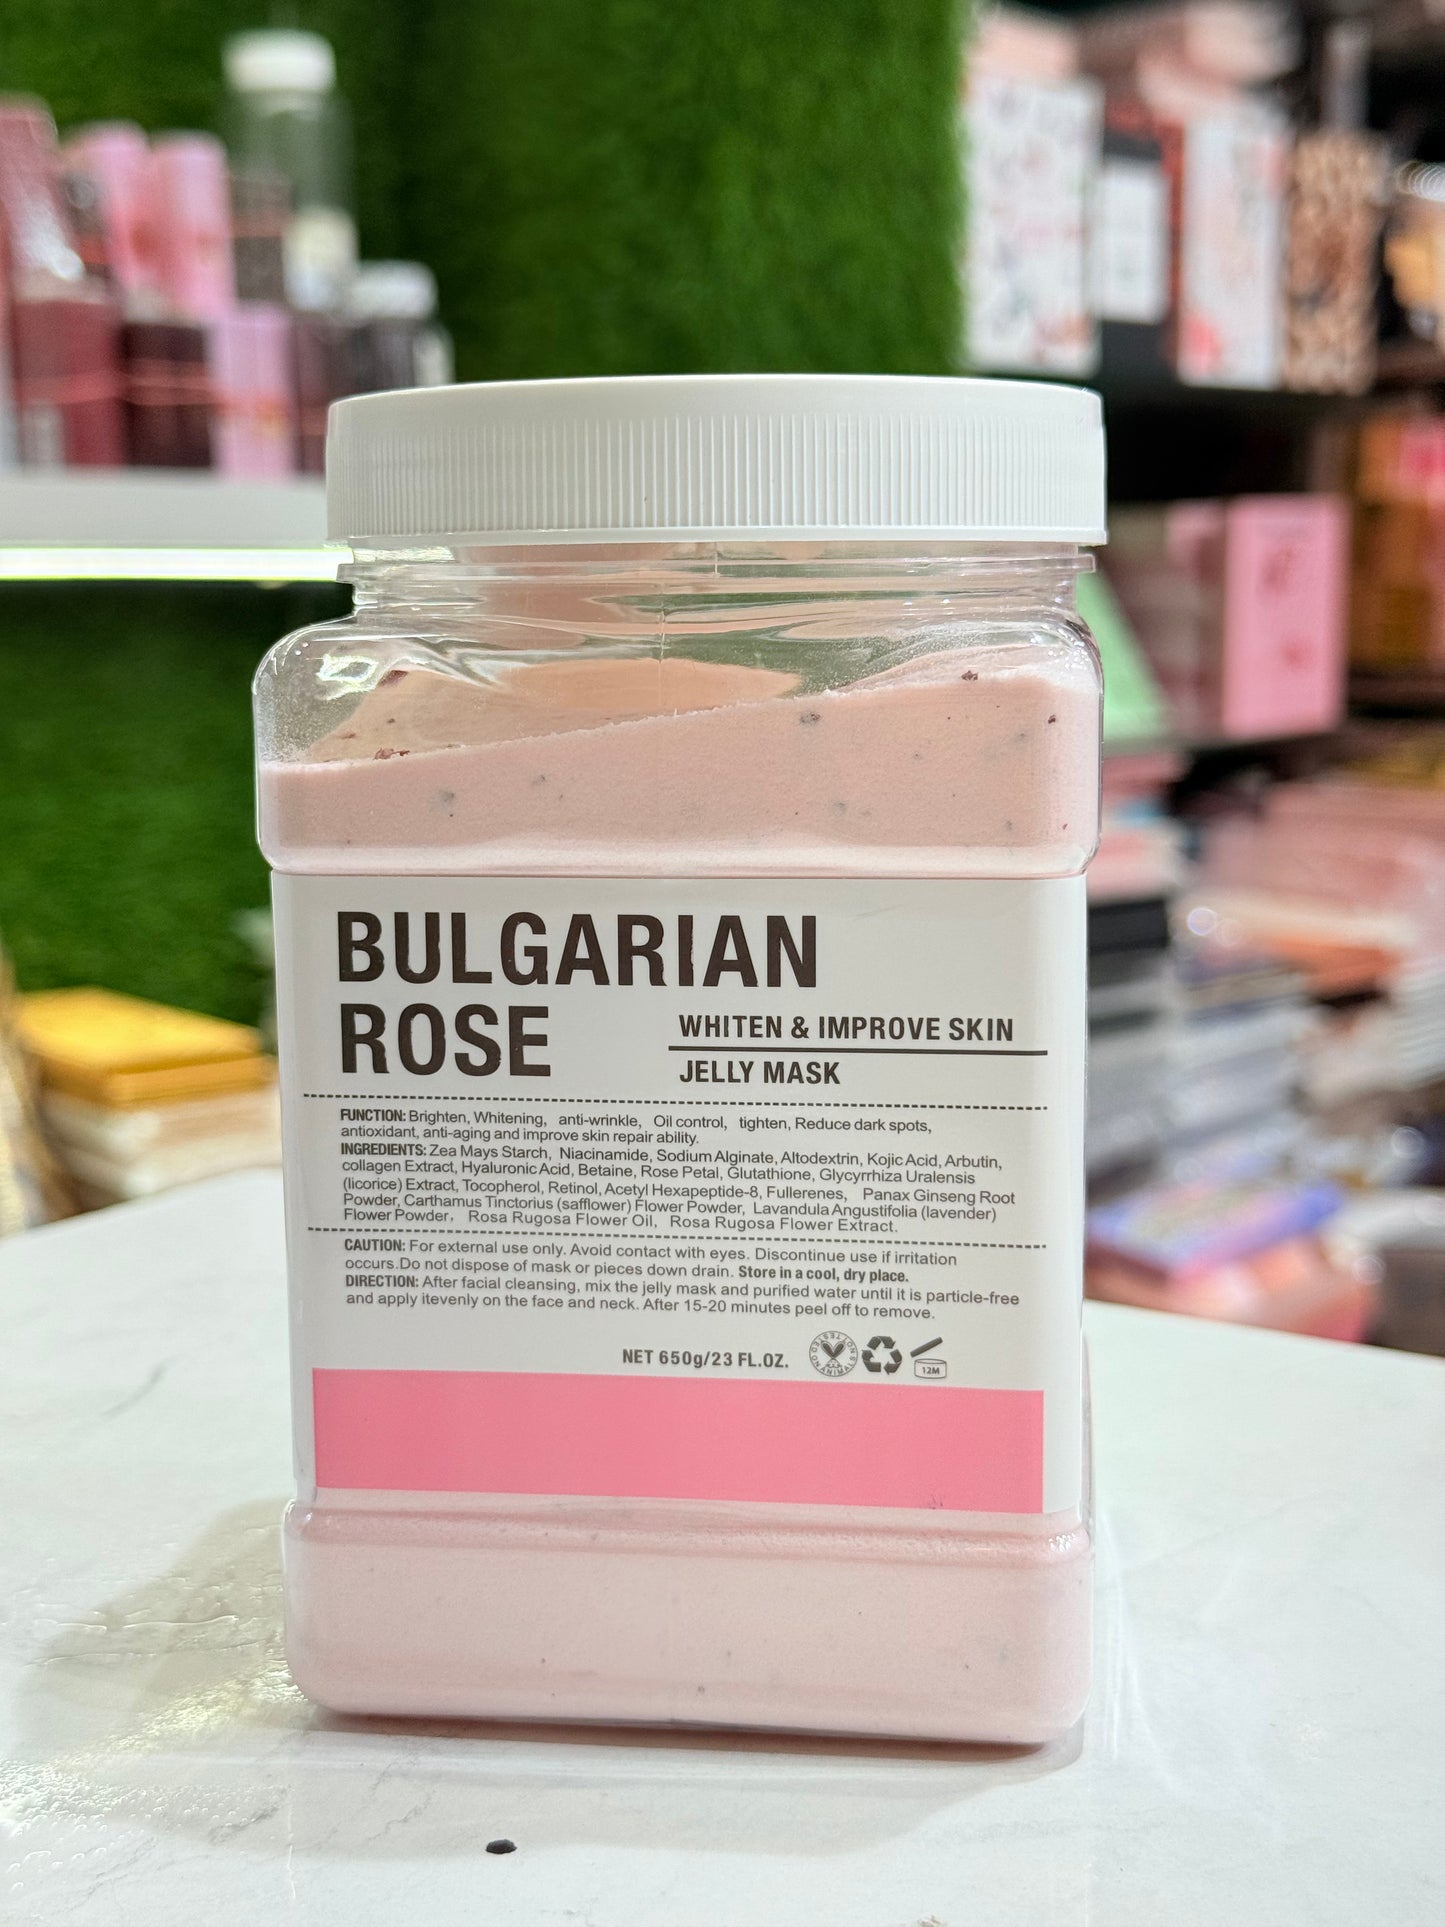 BULGARIAN
ROSE
WHITEN & IMPROVE SKIN
JELLY MASK
FUNCTION: Brighten, Whitening, anti-wrinkle, Oil control, tighten, Reduce dark spots,
antioxidant, anti-aging and improve skin repair ability.
INGREDIENTS: Zea Mays Starch, Niacinamide, Sodium Alginate, Altodextrin, Kojic Acid, Arbutin,
collagen Extract, Hyaluronic Acid, Betaine, Rose Petal, Glutathione, Glycyrrhiza Uralensis
(licorice) Extract, Tocopherol, Retinol, Acetyl Hexapeptide-8, Fullerenes, Panax Ginseng Root
Powder, Carthamus Tinctorius (safflower) Flower Powder, Lavandula Angustifolia (lavender)
Flower Powder, Rosa Rugosa Flower Oil, Rosa Rugosa Flower Extract.
CAUTION: For external use only. Avoid contact with eyes. Discontinue use if irritation
occurs.Do not dispose of mask or pieces down drain. Store in a cool, dry place.
DIRECTION: After facial cleansing, mix the jelly mask and purified water until it is particle-free
and apply itevenly on the face and neck. After 15-20 minutes peel off to remove.
NET 650g/23 FL.OZ.
NOT TESTED ON ANIMALS
12M